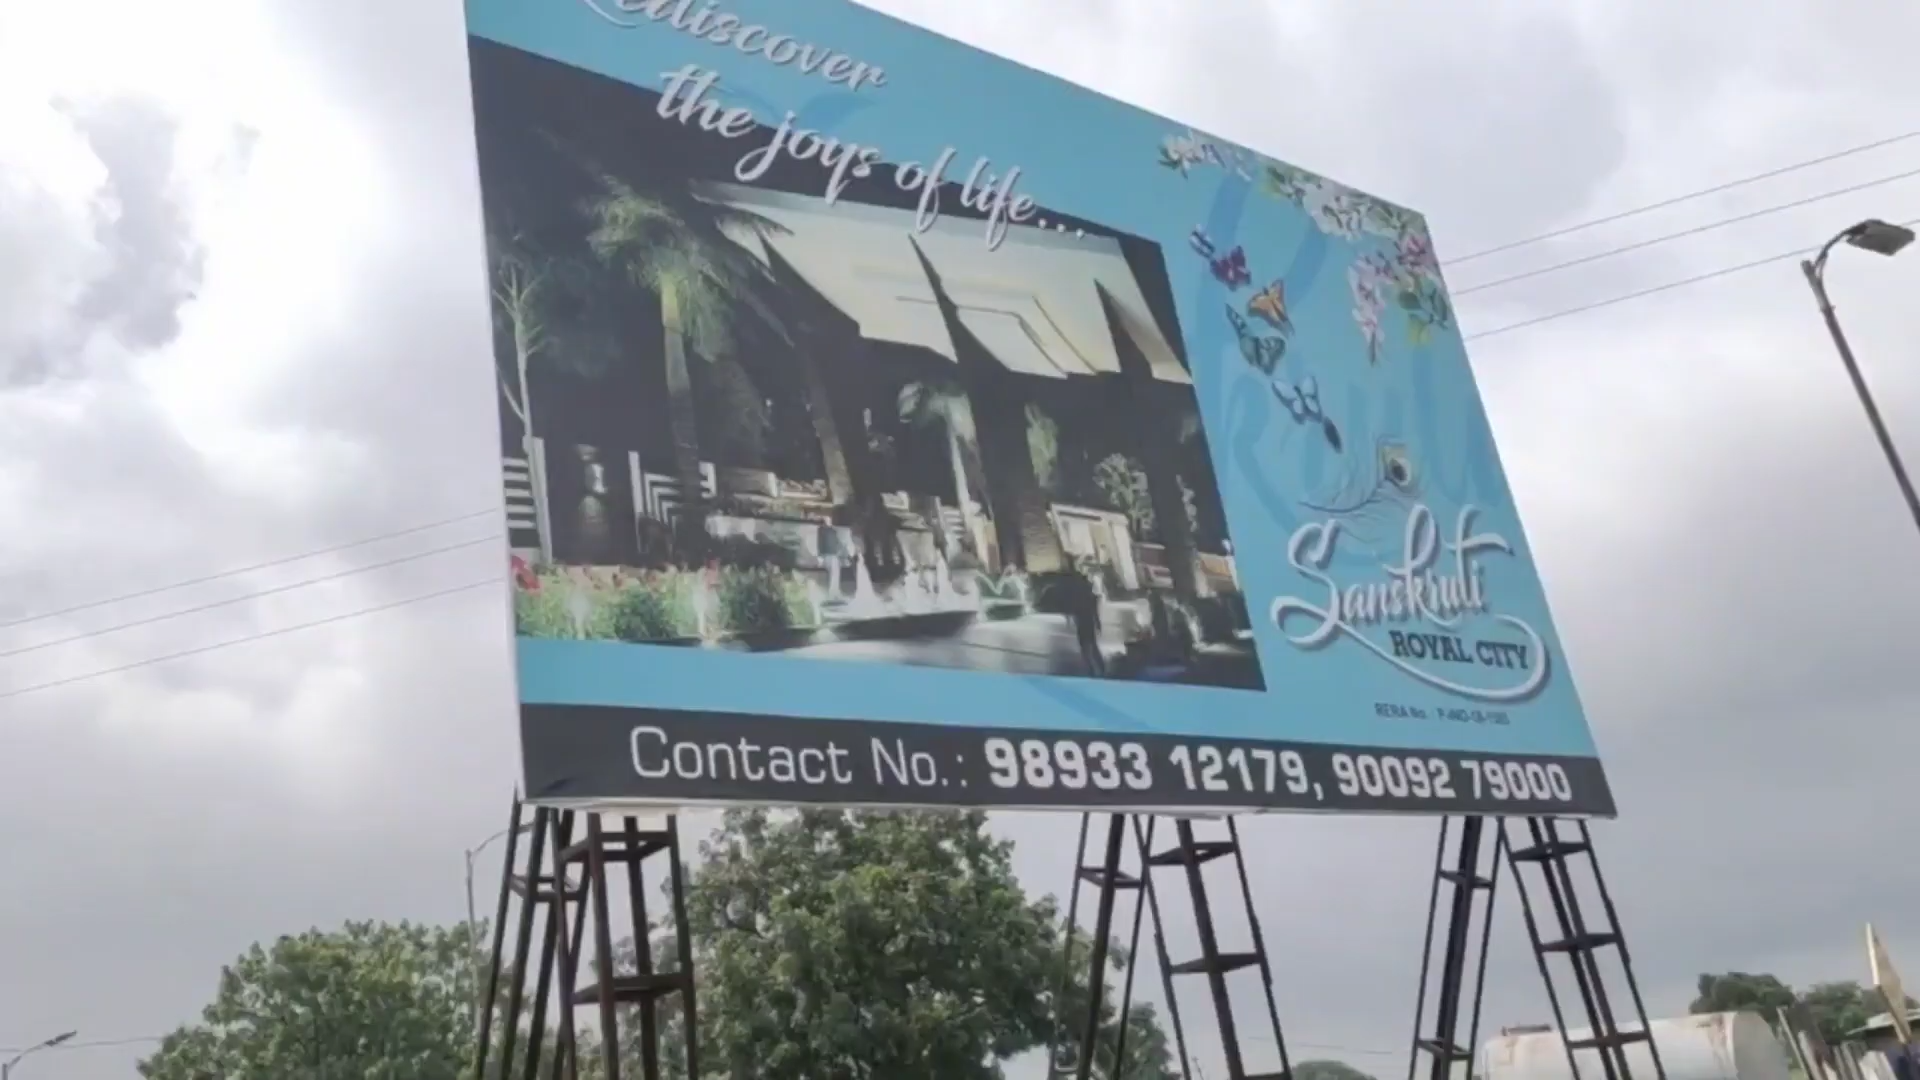 Rediscover
the joys of life...
Sanskruti
ROYAL CITY
RERA No.
Contact No.: 98933 12179, 90092 79000